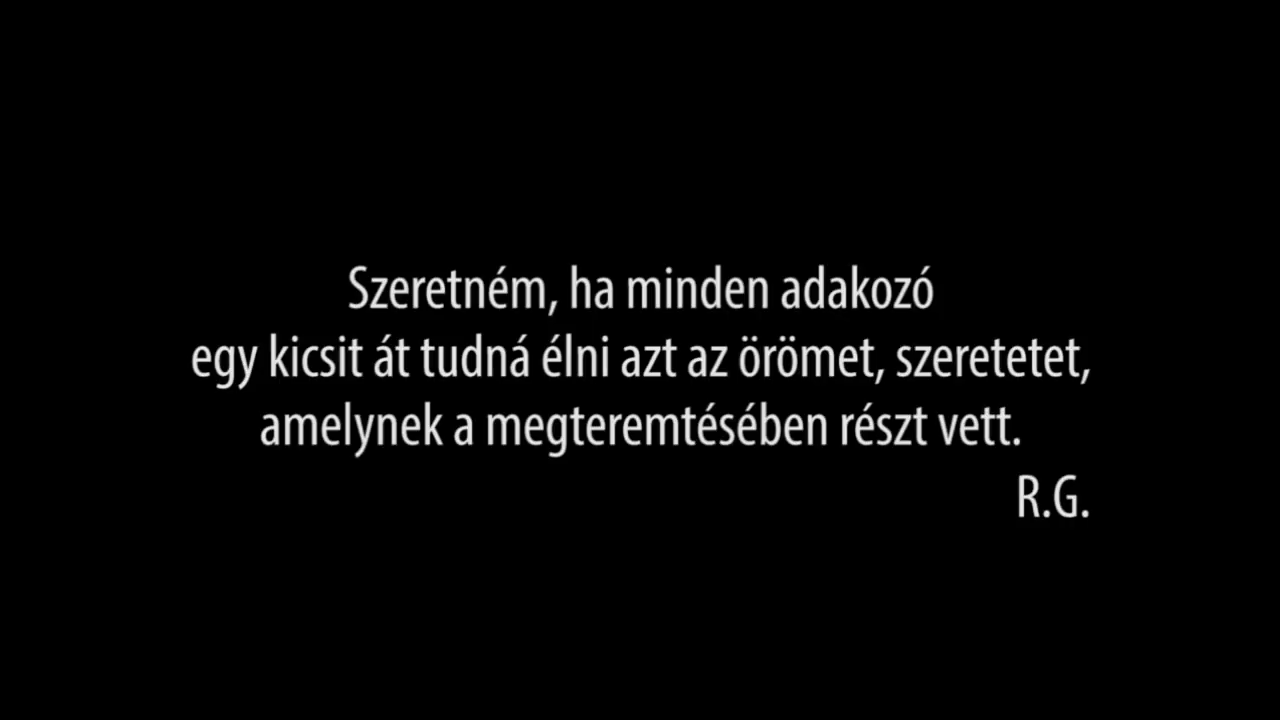 Szeretném, ha minden adakozó
egy kicsit át tudná élni azt az örömet, szeretetet,
amelynek a megteremtésében részt vett.
R.G.